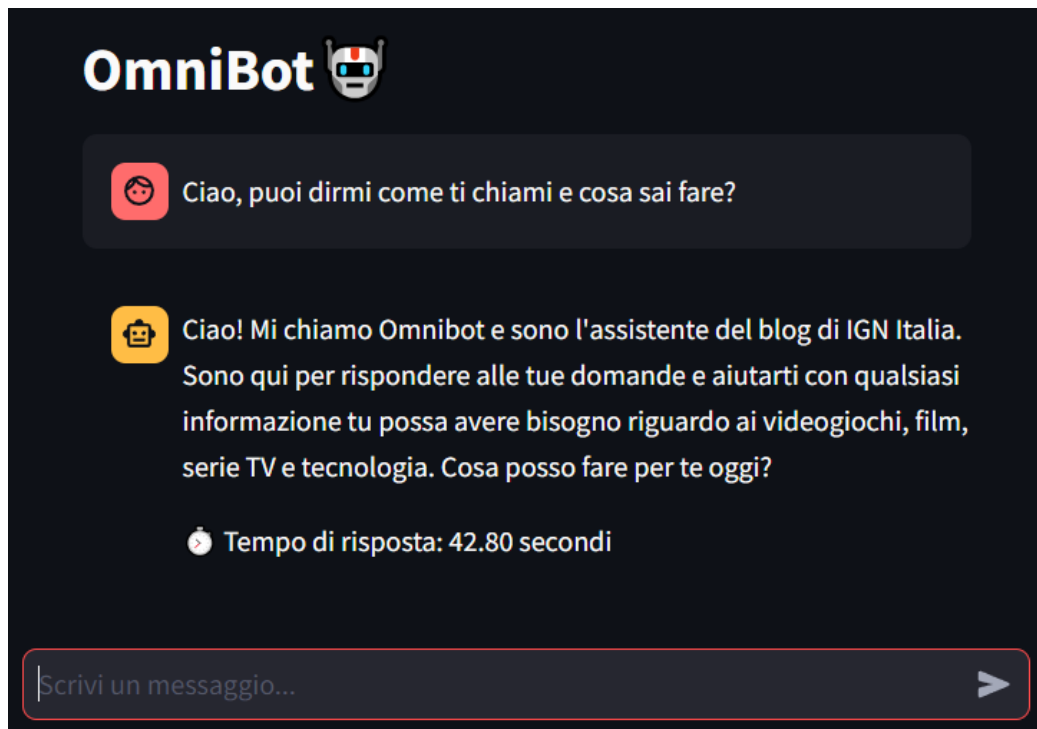 OmniBot
Ciao, puoi dirmi come ti chiami e cosa sai fare?
Ciao! Mi chiamo Omnibot e sono l'assistente del blog di IGN Italia.
Sono qui per rispondere alle tue domande e aiutarti con qualsiasi
informazione tu possa avere bisogno riguardo ai videogiochi, film,
serie TV e tecnologia. Cosa posso fare per te oggi?
Tempo di risposta: 42.80 secondi
Scrivi un messaggio...